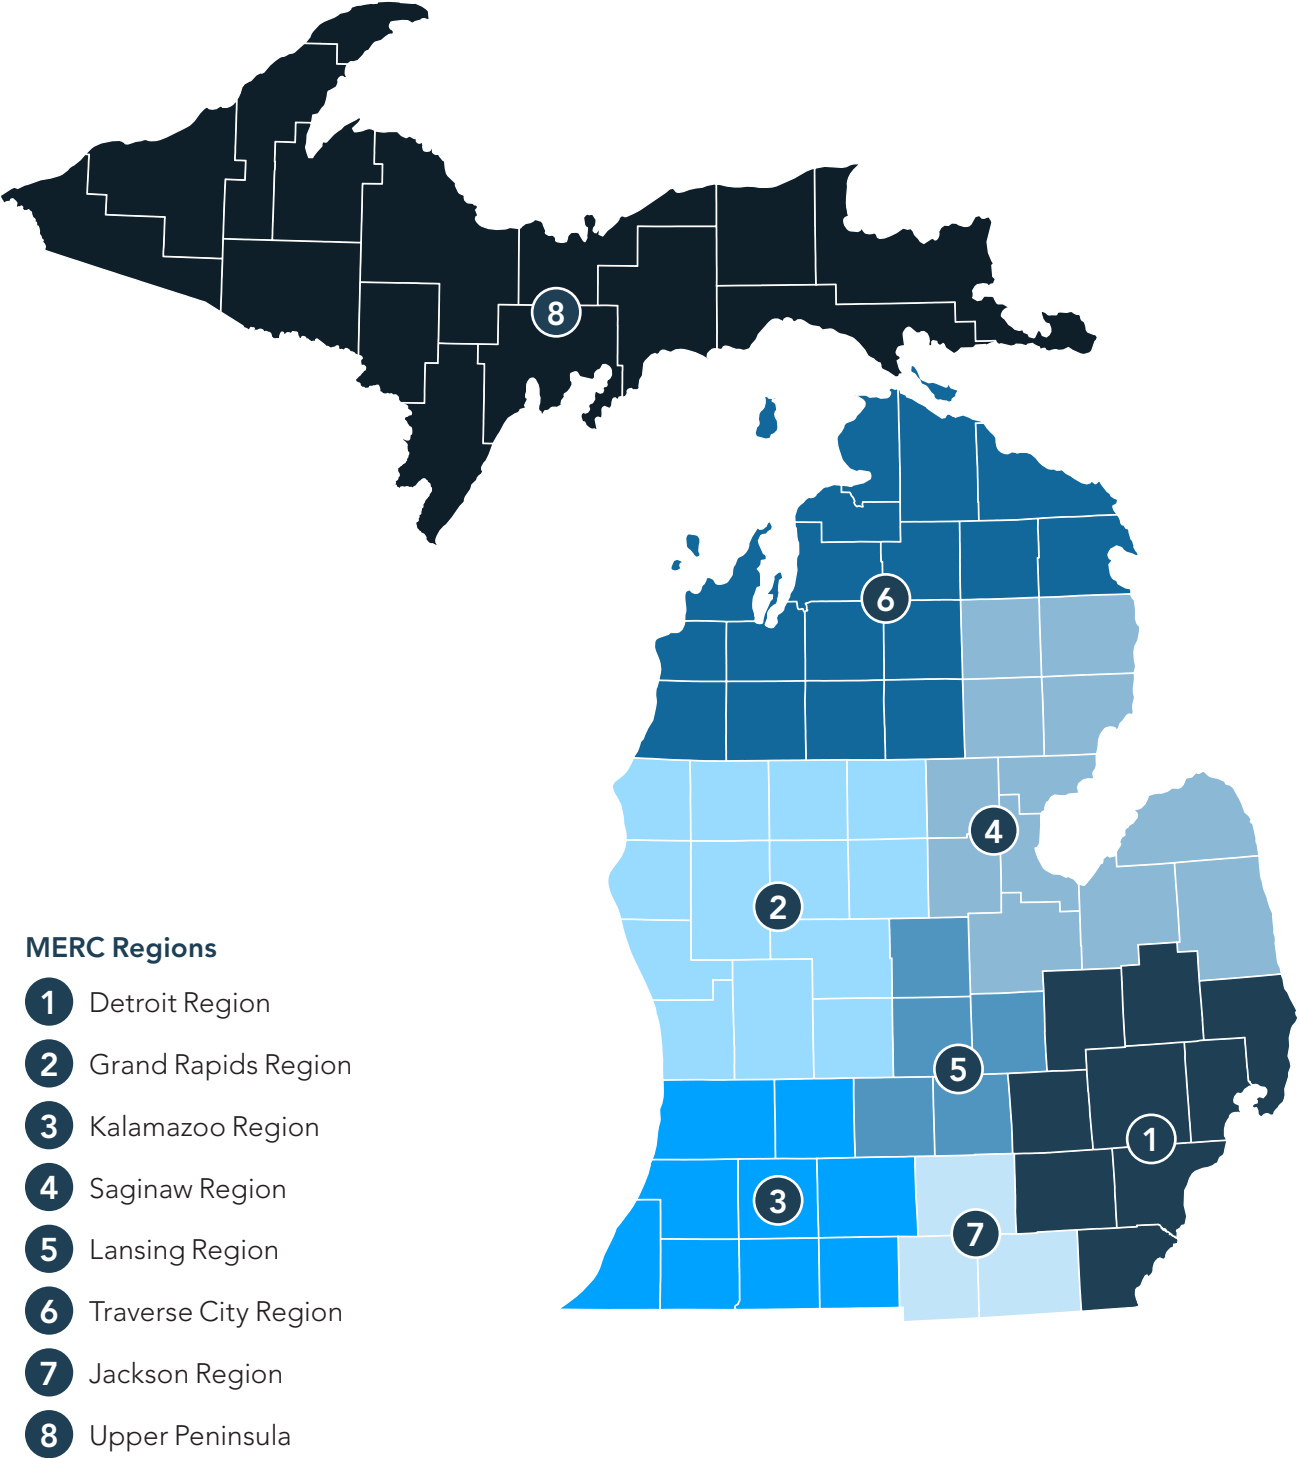 8
6
4
2
5
1
3
7
MERC Regions
1 Detroit Region
2 Grand Rapids Region
3 Kalamazoo Region
4 Saginaw Region
5 Lansing Region
6 Traverse City Region
7 Jackson Region
8 Upper Peninsula